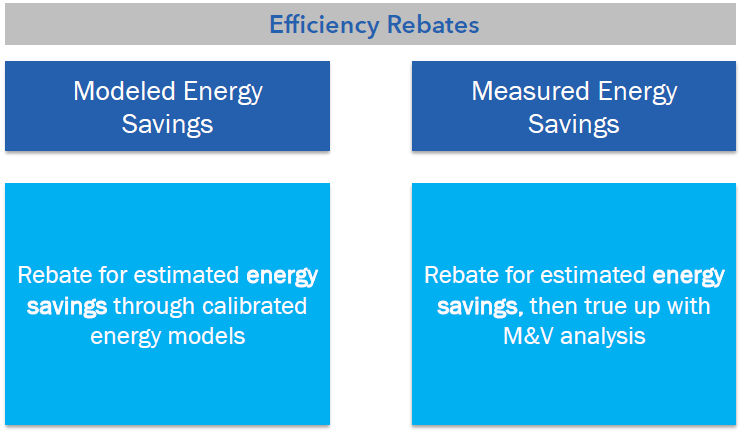 Efficiency Rebates
Modeled Energy
Savings
Measured Energy
Savings
Rebate for estimated energy
savings through calibrated
energy models
Rebate for estimated energy
savings, then true up with
M&V analysis